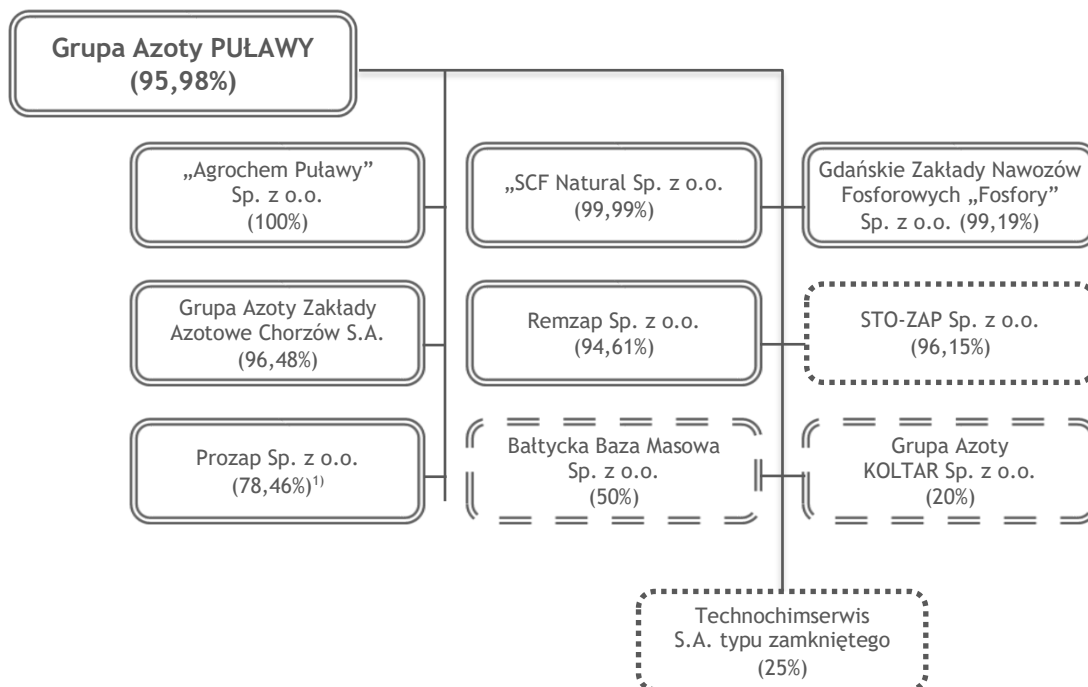 Grupa Azoty PUŁAWY
(95,98%)
„Agrochem Puławy”
Sp. z o.o.
(100%)
„SCF Natural Sp. z o.o.
(99,99%)
Gdańskie Zakłady Nawozów
Fosforowych „Fosfory”
Sp. z o.o. (99,19%)
Grupa Azoty Zakłady
Azotowe Chorzów S.A.
(96,48%)
Remzap Sp. z o.o.
(94,61%)
STO-ZAP Sp. z o.o.
(96,15%)
Prozap Sp. z o.o.
(78,46%)¹⁾
Bałtycka Baza Masowa
Sp. z o.o.
(50%)
Grupa Azoty
KOLTAR Sp. z o.o.
(20%)
Technochimserwis
S.A. typu zamkniętego
(25%)